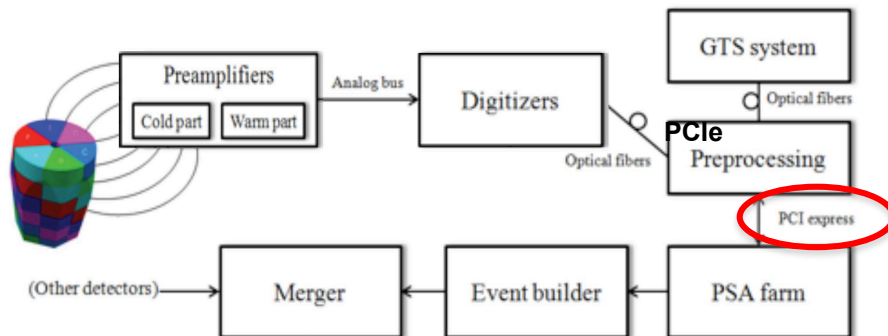 GTS system
Preamplifiers
Cold part
Warm part
Analog bus
Digitizers
Optical fibers
PCIe
Optical fibers
Preprocessing
PCI express
(Other detectors)
Merger
Event builder
PSA farm